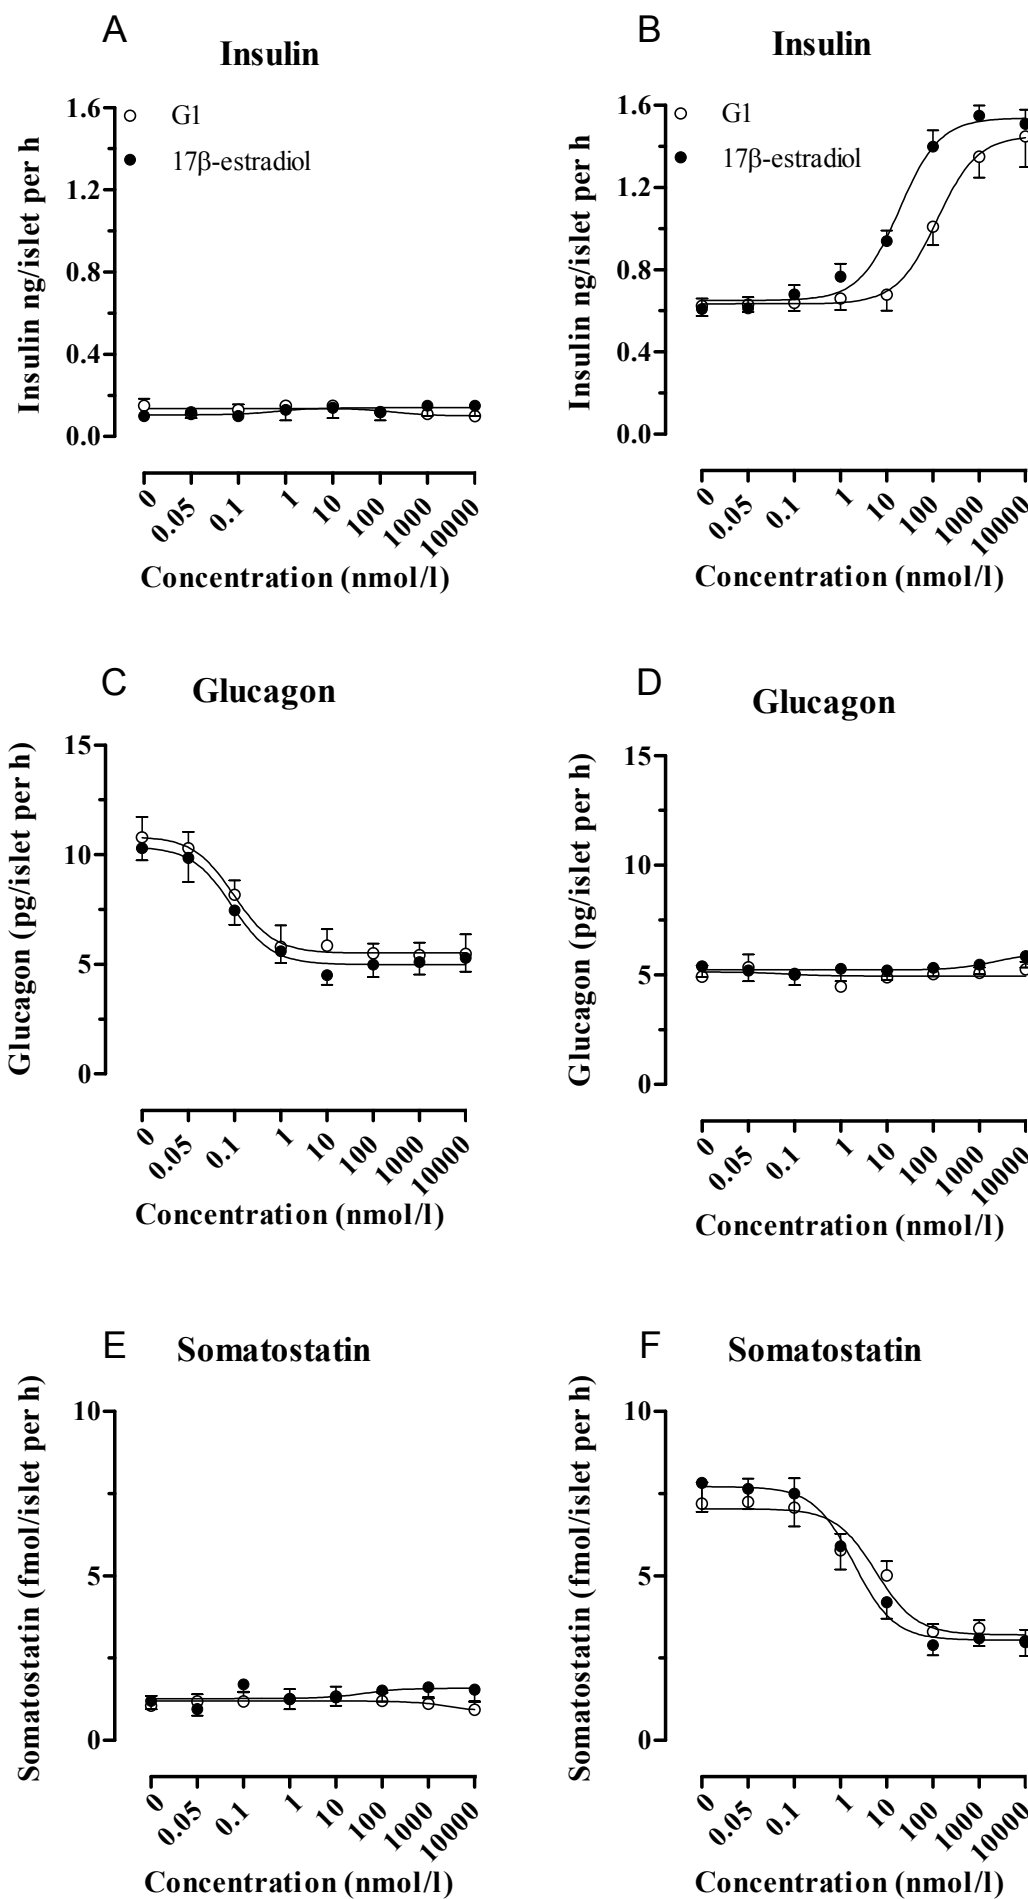 A
Insulin
Insulin ng/islet per h
1.6
1.2
0.8
0.4
0.0
G1
17β-estradiol
0
0.05
0.1
1
10
100
1000
10000
Concentration (nmol/l)
B
Insulin
Insulin ng/islet per h
1.6
1.2
0.8
0.4
0.0
G1
17β-estradiol
0
0.05
0.1
1
10
100
1000
10000
Concentration (nmol/l)
C
Glucagon
Glucagon (pg/islet per h)
15
10
5
0
0
0.05
0.1
1
10
100
1000
10000
Concentration (nmol/l)
D
Glucagon
Glucagon (pg/islet per h)
15
10
5
0
0
0.05
0.1
1
10
100
1000
10000
Concentration (nmol/l)
E
Somatostatin
Somatostatin (fmol/islet per h)
10
5
0
0
0.05
0.1
1
10
100
1000
10000
Concentration (nmol/l)
F
Somatostatin
Somatostatin (fmol/islet per h)
10
5
0
0
0.05
0.1
1
10
100
1000
10000
Concentration (nmol/l)